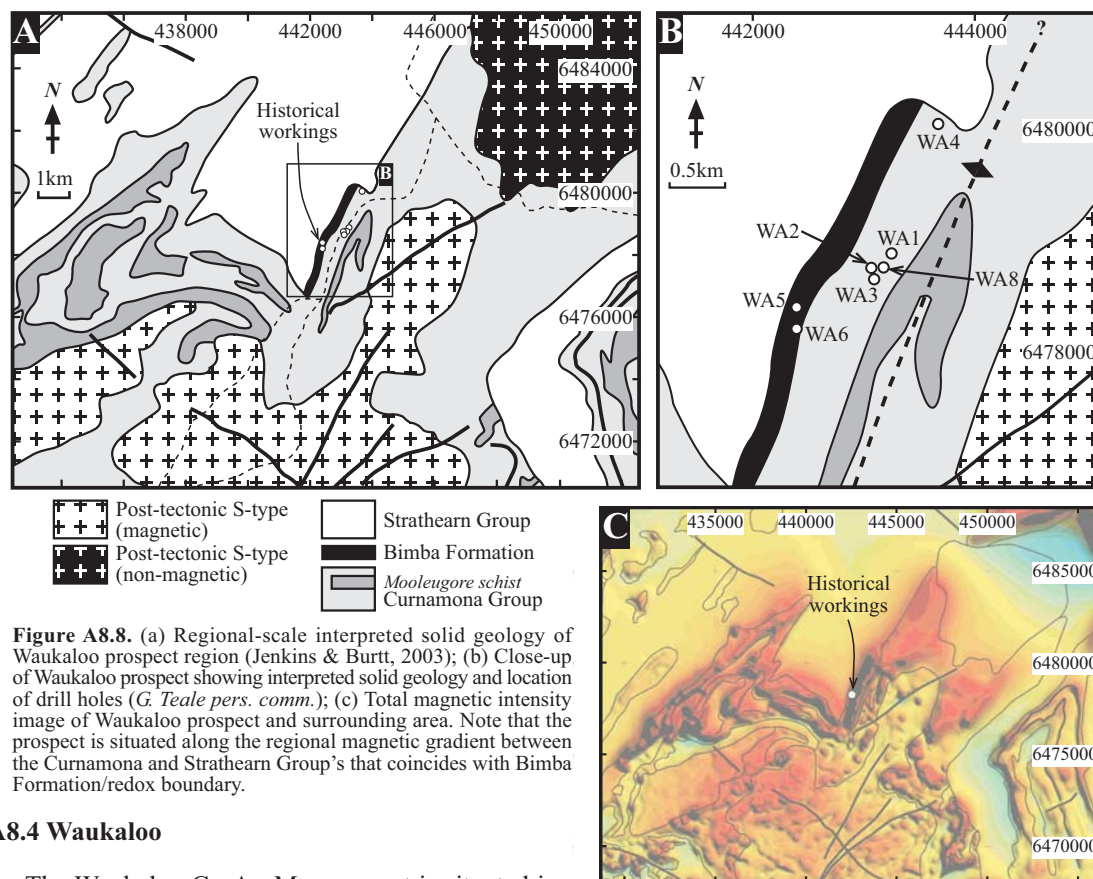 A
438000
442000
446000
450000
6484000
N
Historical
workings
1km
B
6480000
6476000
6472000
B
442000
444000
?
N
WA4
6480000
0.5km
WA2
WA1
WA8
WA3
WA5
WA6
6478000
Post-tectonic S-type
(magnetic)
Post-tectonic S-type
(non-magnetic)
Strathearn Group
Bimba Formation
Mooleugore schist
Curnamona Group
Figure A8.8. (a) Regional-scale interpreted solid geology of
Waukaloo prospect region (Jenkins & Burtt, 2003); (b) Close-up
of Waukaloo prospect showing interpreted solid geology and location
of drill holes (G. Teale pers. comm.); (c) Total magnetic intensity
image of Waukaloo prospect and surrounding area. Note that the
prospect is situated along the regional magnetic gradient between
the Curnamona and Strathearn Group's that coincides with Bimba
Formation/redox boundary.
C
435000
440000
445000
450000
6485000
Historical
workings
6480000
6475000
6470000
A8.4 Waukaloo